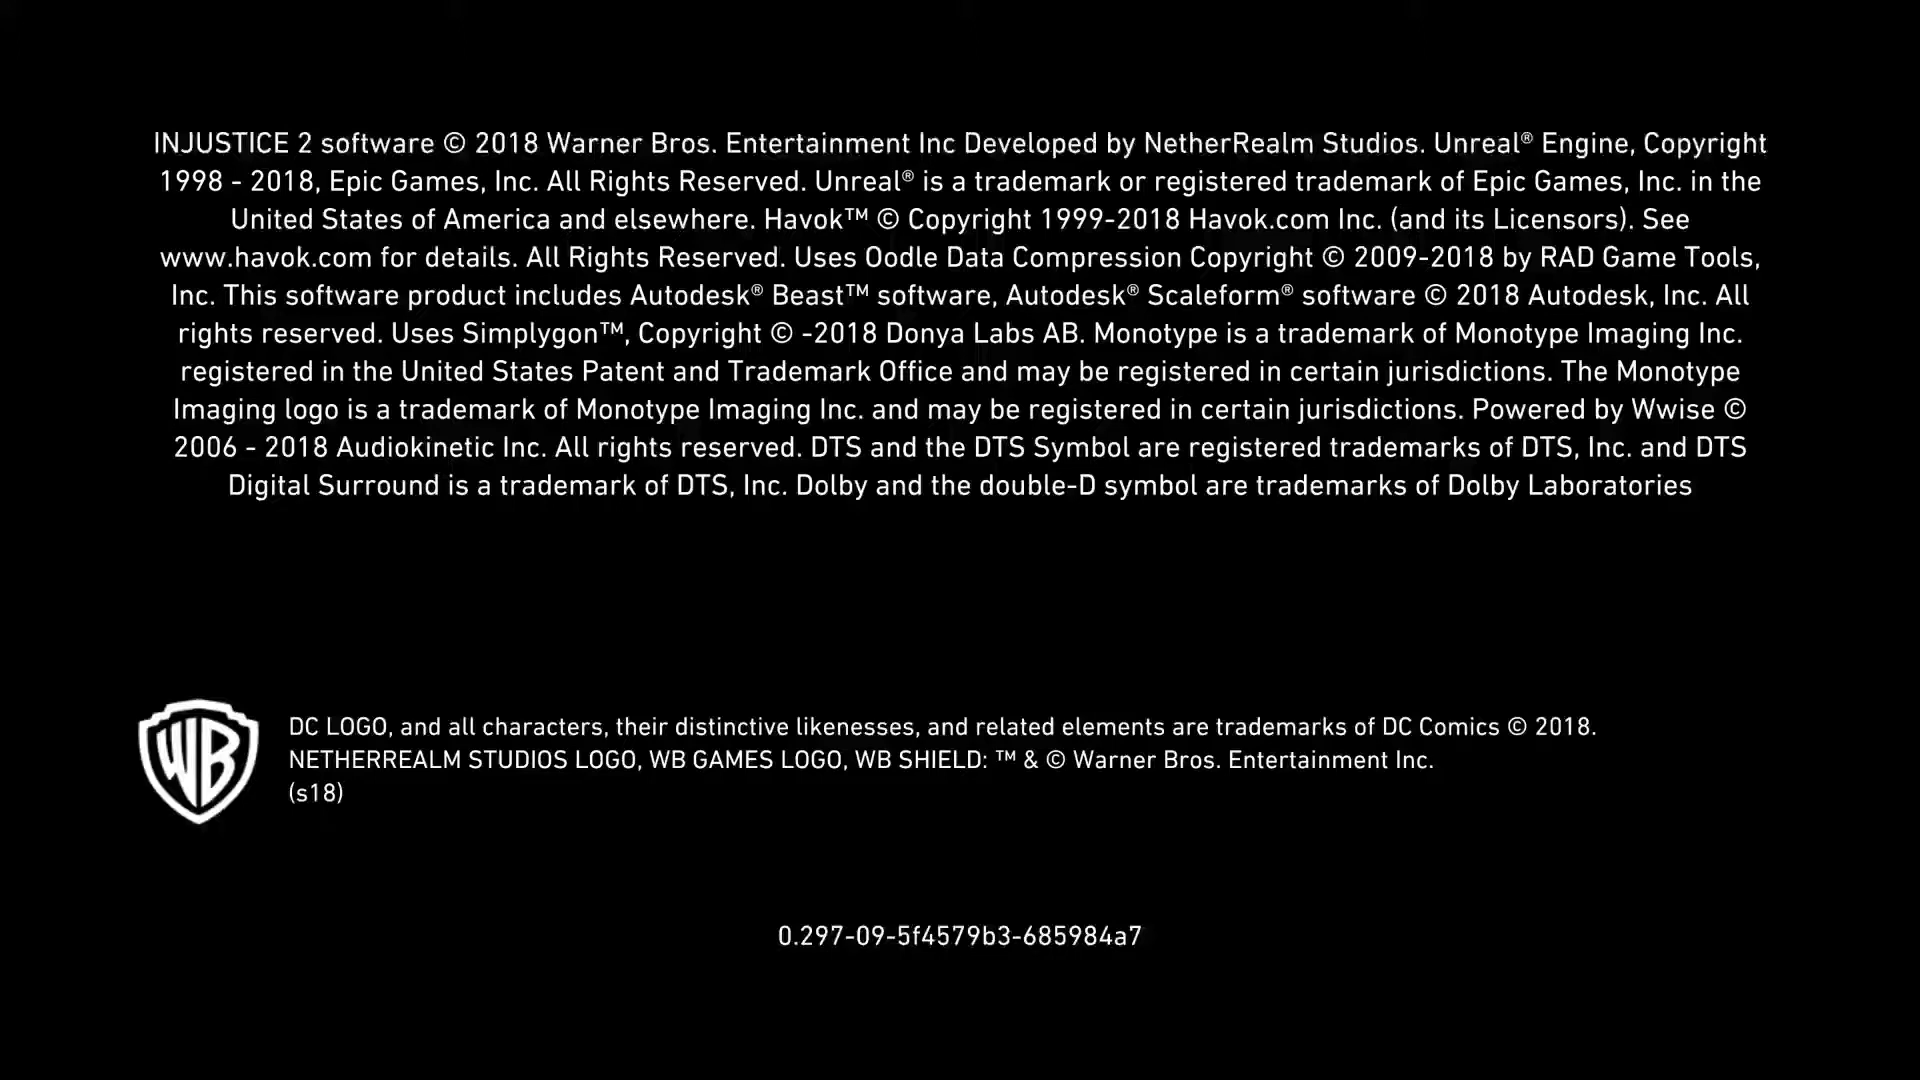 INJUSTICE 2 software © 2018 Warner Bros. Entertainment Inc Developed by NetherRealm Studios. Unreal® Engine, Copyright
1998 - 2018, Epic Games, Inc. All Rights Reserved. Unreal® is a trademark or registered trademark of Epic Games, Inc. in the
United States of America and elsewhere. Havok™ © Copyright 1999-2018 Havok.com Inc. (and its Licensors). See
www.havok.com for details. All Rights Reserved. Uses Oodle Data Compression Copyright © 2009-2018 by RAD Game Tools,
Inc. This software product includes Autodesk® Beast™ software, Autodesk® Scaleform® software © 2018 Autodesk, Inc. All
rights reserved. Uses Simplygon™, Copyright © -2018 Donya Labs AB. Monotype is a trademark of Monotype Imaging Inc.
registered in the United States Patent and Trademark Office and may be registered in certain jurisdictions. The Monotype
Imaging logo is a trademark of Monotype Imaging Inc. and may be registered in certain jurisdictions. Powered by Wwise ©
2006 - 2018 Audiokinetic Inc. All rights reserved. DTS and the DTS Symbol are registered trademarks of DTS, Inc. and DTS
Digital Surround is a trademark of DTS, Inc. Dolby and the double-D symbol are trademarks of Dolby Laboratories
WB
DC LOGO, and all characters, their distinctive likenesses, and related elements are trademarks of DC Comics © 2018.
NETHERREALM STUDIOS LOGO, WB GAMES LOGO, WB SHIELD: ™ & © Warner Bros. Entertainment Inc.
(s18)
0.297-09-5f4579b3-685984a7